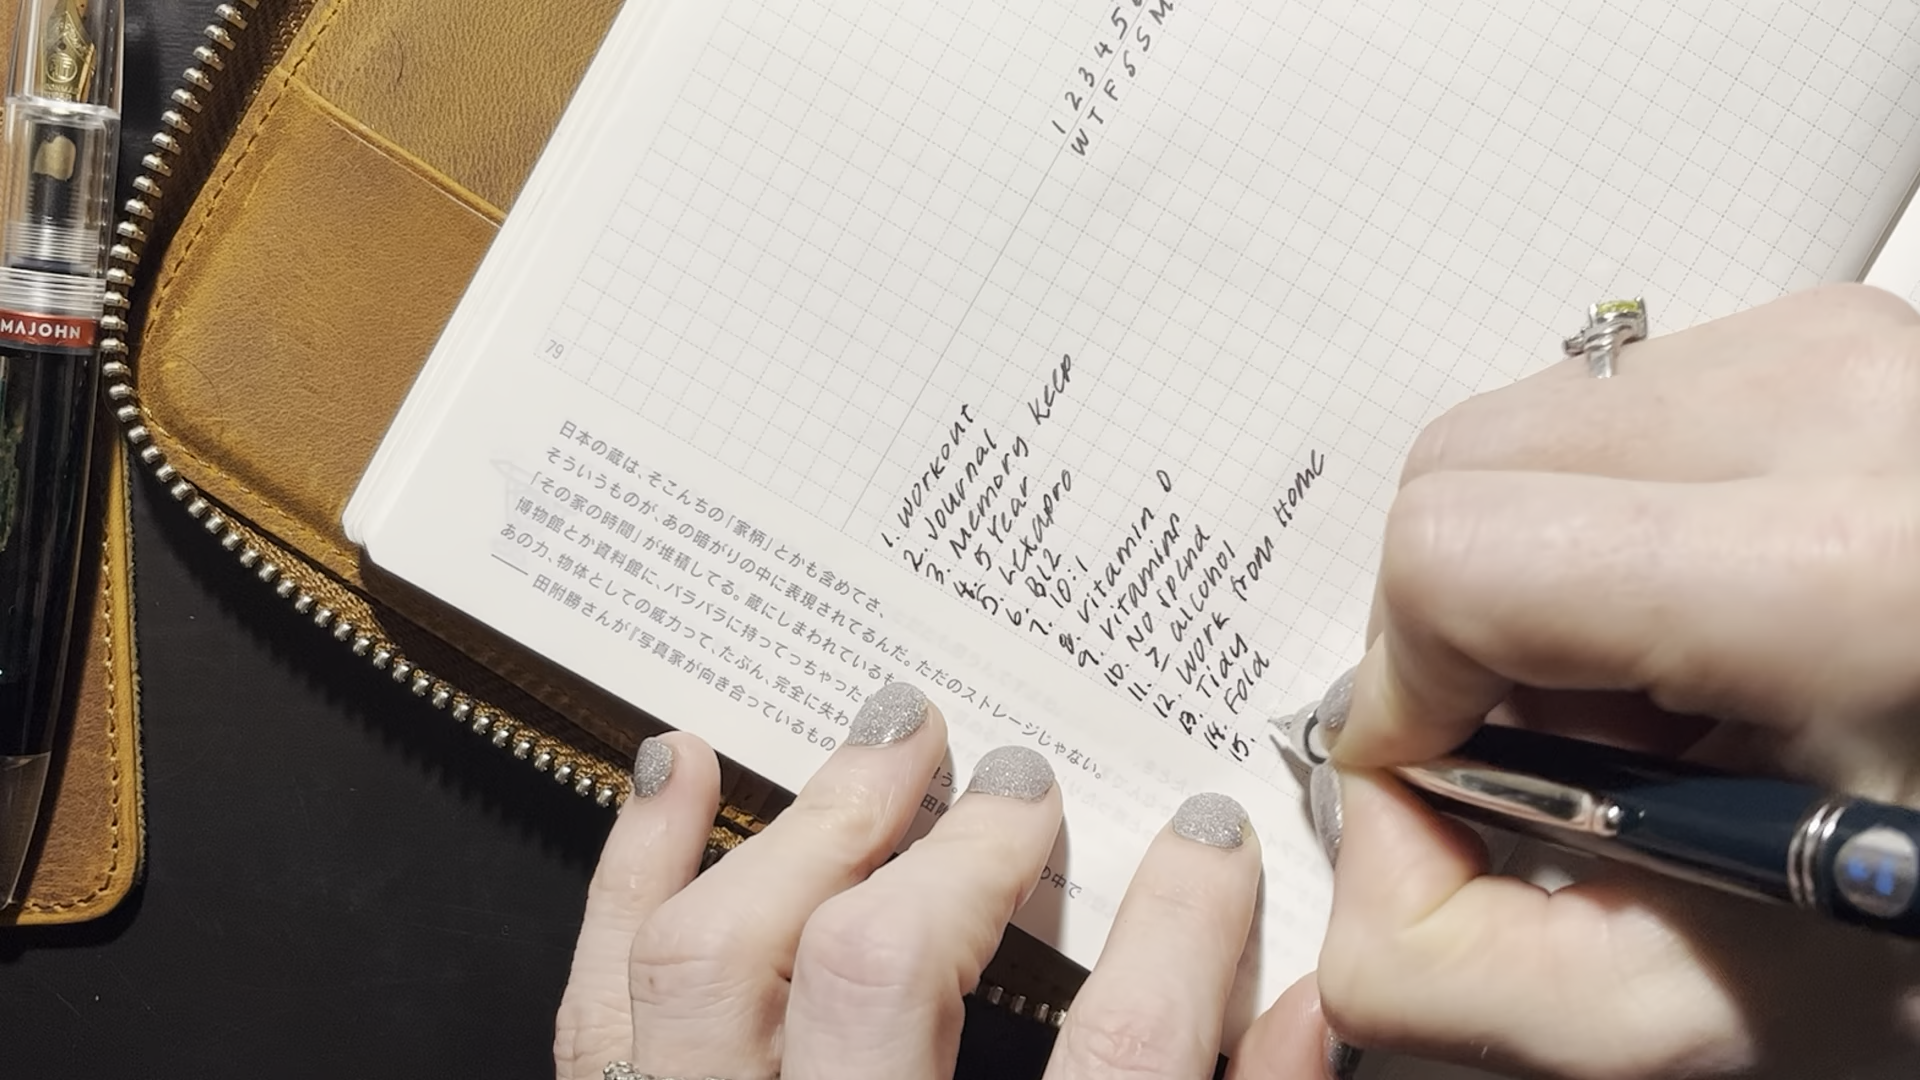 MAJOHN
1 2 3 4 5
W T F S S M
79
1. workout
2. Journal
3. Memory Keep
4. 5 Year
5. Lexapro
6. B12
7. 10:1
8. vitamin D
9. vitamins
10. No spend
11. N alcohol
12. Work from Home
13. Tidy
14. Fold
15.
日本の蔵は、そこんちの「家柄」とかも含めてさ、
そういうものが、あの暗がりの中に表現されてるんだ。ただのストレージじゃない。
「その家の時間」が堆積してる。蔵にしまわれているも
博物館とか資料館に、バラバラに持ってっちゃった
あの力、物体としての威力って、たぶん、完全に失わ
―― 田附勝さんが『写真家が向き合っているもの
う。
田附
の中で